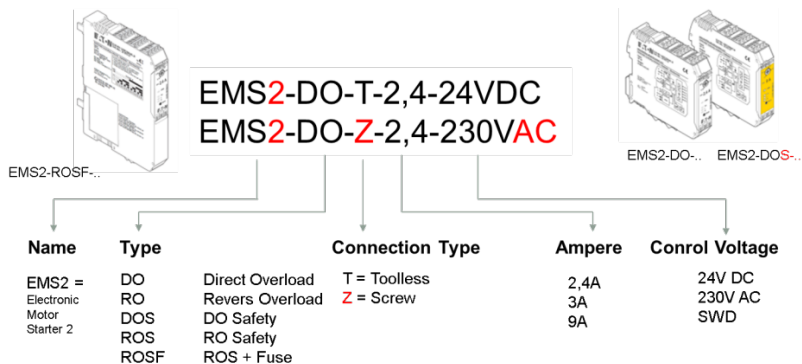 EMS2-DO-T-2,4-24VDC
EMS2-DO-Z-2,4-230VAC
EMS2-ROSF-..
EMS2-DO-..
EMS2-DOS-..
Name
EMS2 =
Electronic
Motor
Starter 2
Type
DO Direct Overload
RO Revers Overload
DOS DO Safety
ROS RO Safety
ROSF ROS + Fuse
Connection Type
T = Toolless
Z = Screw
Ampere
2,4A
3A
9A
Conrol Voltage
24V DC
230V AC
SWD